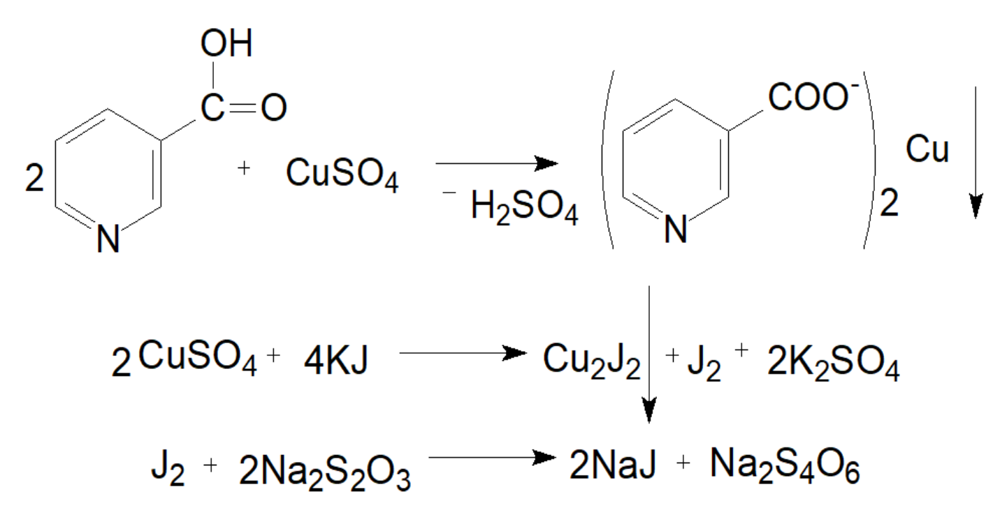 OH
C=O COO⁻
2 + CuSO₄ → ( )₂ Cu ↓
− H₂SO₄
N N
2CuSO₄ + 4KJ → Cu₂J₂ ↓ + J₂ + 2K₂SO₄
J₂ + 2Na₂S₂O₃ → 2NaJ + Na₂S₄O₆